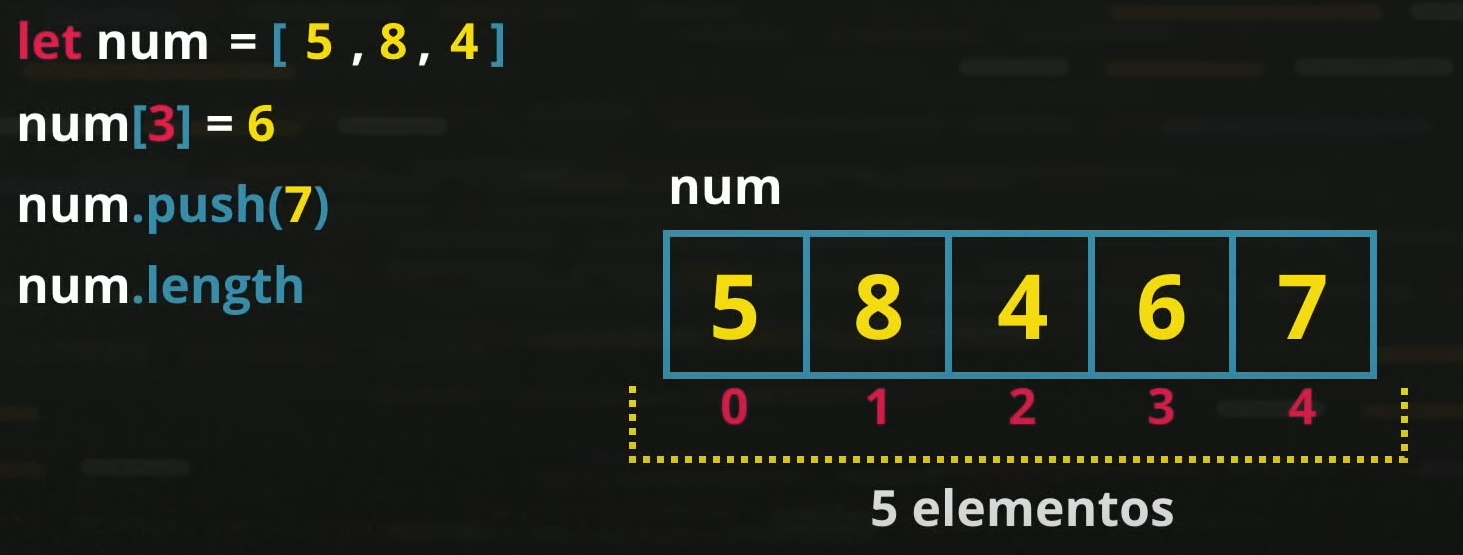 let num = [ 5 , 8 , 4 ]
num[3] = 6
num.push(7)
num.length
num
5 8 4 6 7
0 1 2 3 4
5 elementos